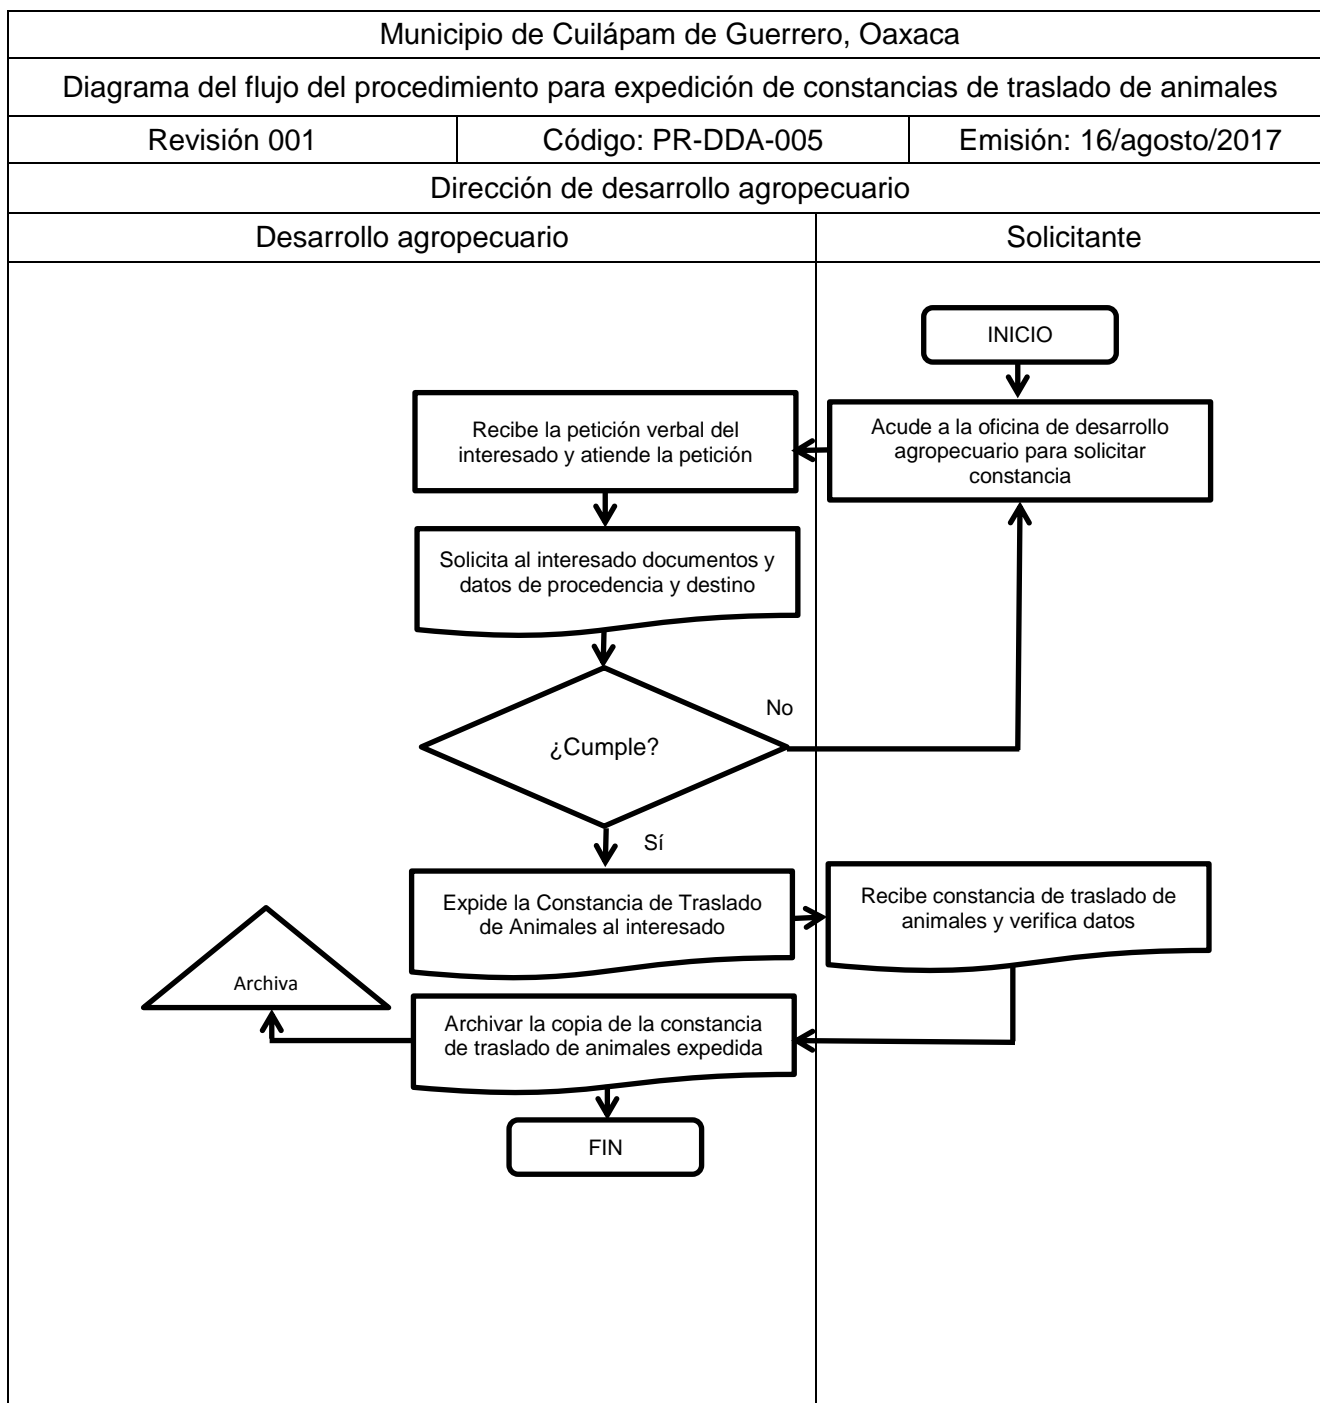 Municipio de Cuilápam de Guerrero, Oaxaca
Diagrama del flujo del procedimiento para expedición de constancias de traslado de animales
Revisión 001
Código: PR-DDA-005
Emisión: 16/agosto/2017
Dirección de desarrollo agropecuario
Desarrollo agropecuario
Solicitante
INICIO
Acude a la oficina de desarrollo
agropecuario para solicitar
constancia
Recibe la petición verbal del
interesado y atiende la petición
Solicita al interesado documentos y
datos de procedencia y destino
¿Cumple?
No
Sí
Expide la Constancia de Traslado
de Animales al interesado
Recibe constancia de traslado de
animales y verifica datos
Archivar la copia de la constancia
de traslado de animales expedida
Archiva
FIN